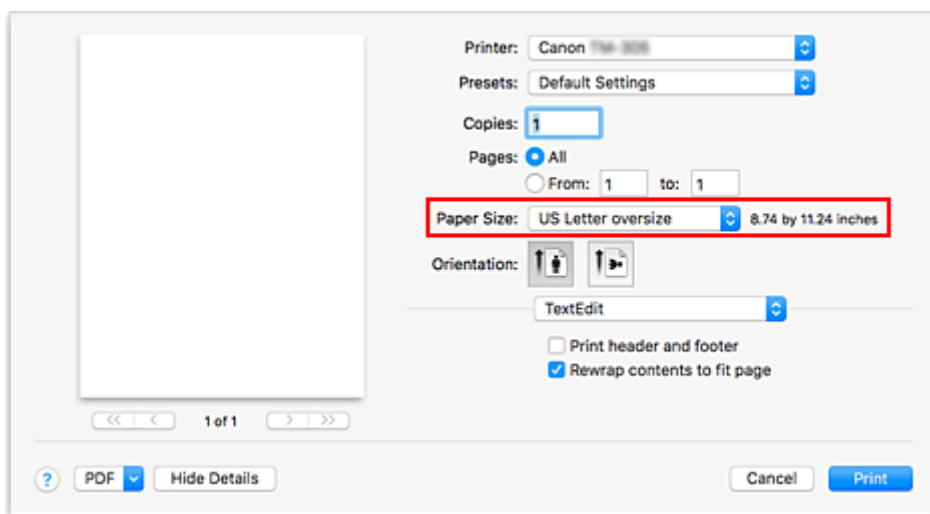 Printer: Canon
Presets: Default Settings
Copies: 1
Pages: All
From: 1 to: 1
Paper Size: US Letter oversize 8.74 by 11.24 inches
Orientation:
TextEdit
Print header and footer
Rewrap contents to fit page
<< < 1 of 1 > >>
? PDF Hide Details Cancel Print